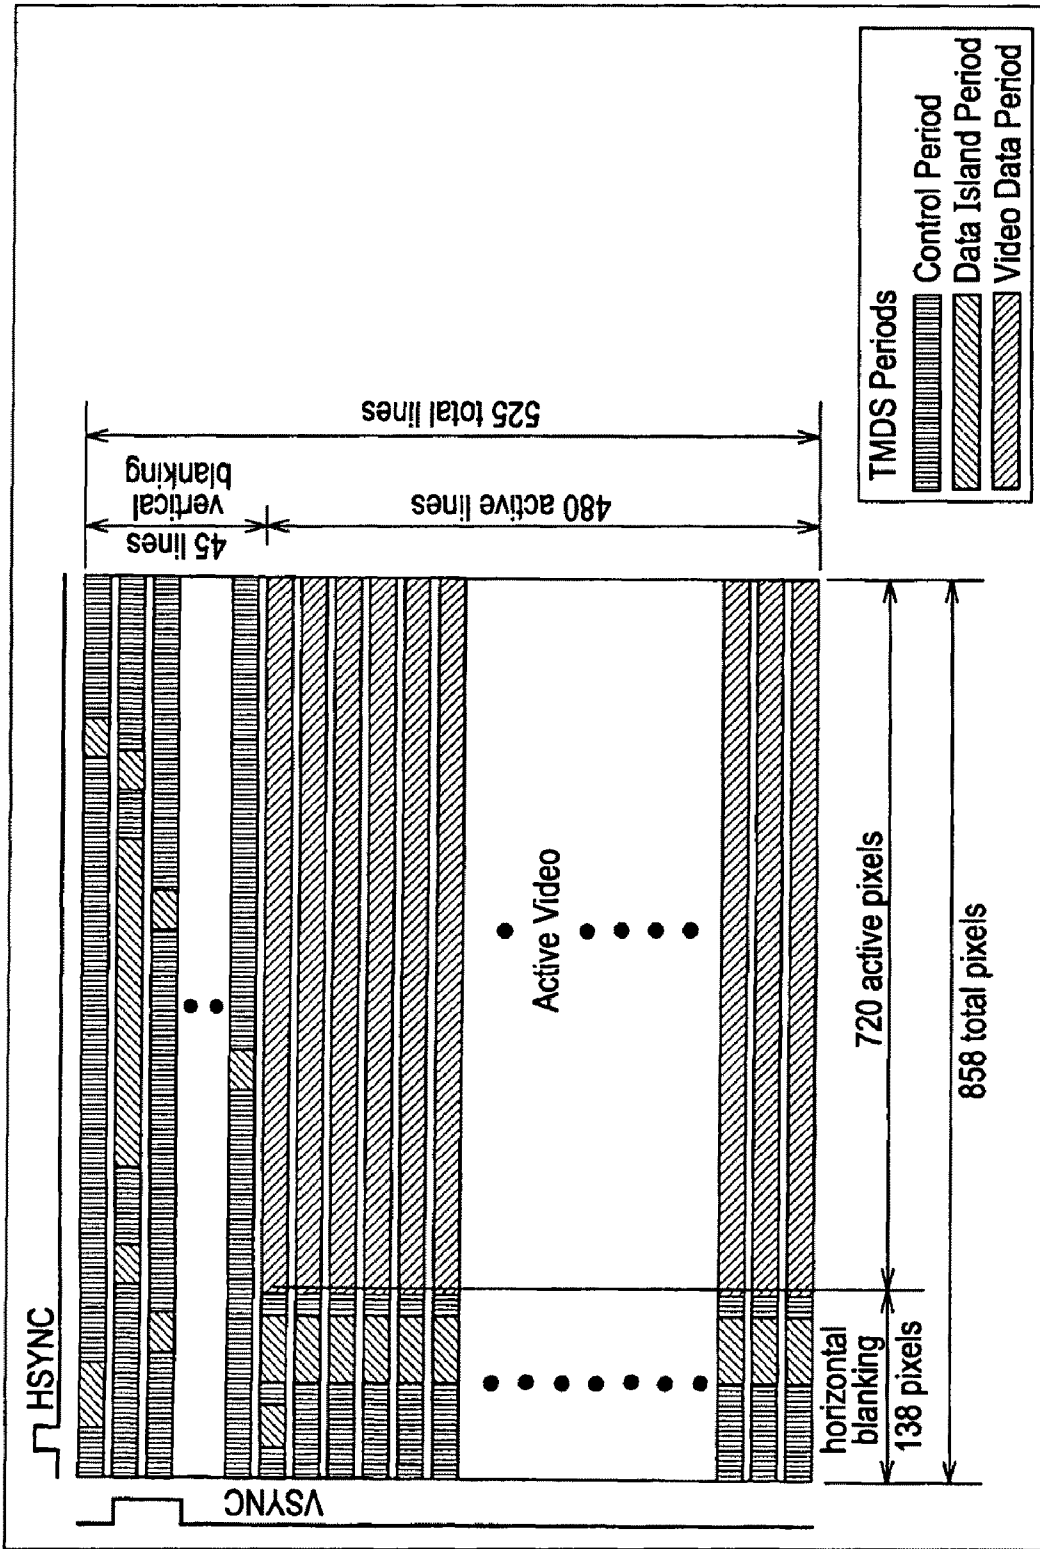 HSYNC
VSYNC
45 lines
vertical
blanking
480 active lines
525 total lines
Active Video
horizontal
blanking
138 pixels
720 active pixels
858 total pixels
TMDS Periods
Control Period
Data Island Period
Video Data Period